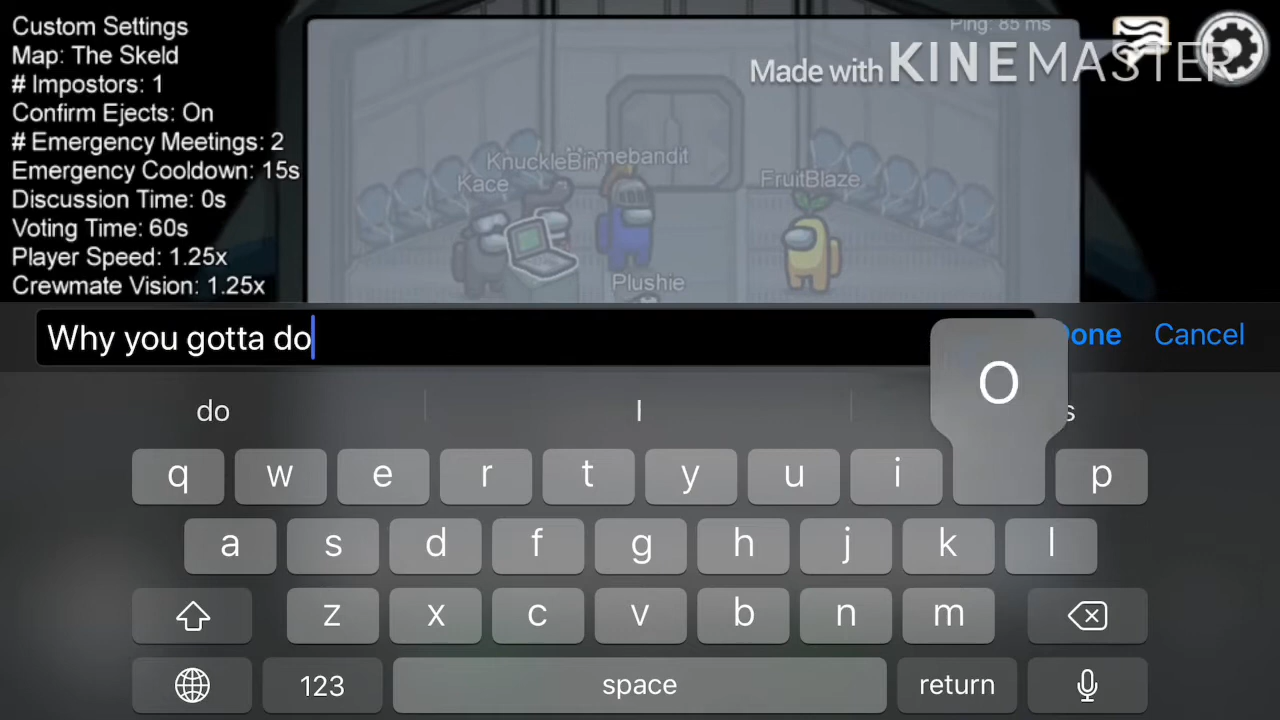 Custom Settings
Map: The Skeld
# Impostors: 1
Confirm Ejects: On
# Emergency Meetings: 2
Emergency Cooldown: 15s
Discussion Time: 0s
Voting Time: 60s
Player Speed: 1.25x
Crewmate Vision: 1.25x
Ping: 85 ms
Made with KINEMASTER
KnuckleBin
Kace
FruitBlaze
Plushie
Why you gotta do
Cancel
do I
O
q w e r t y u i p
a s d f g h j k l
z x c v b n m
123 space return